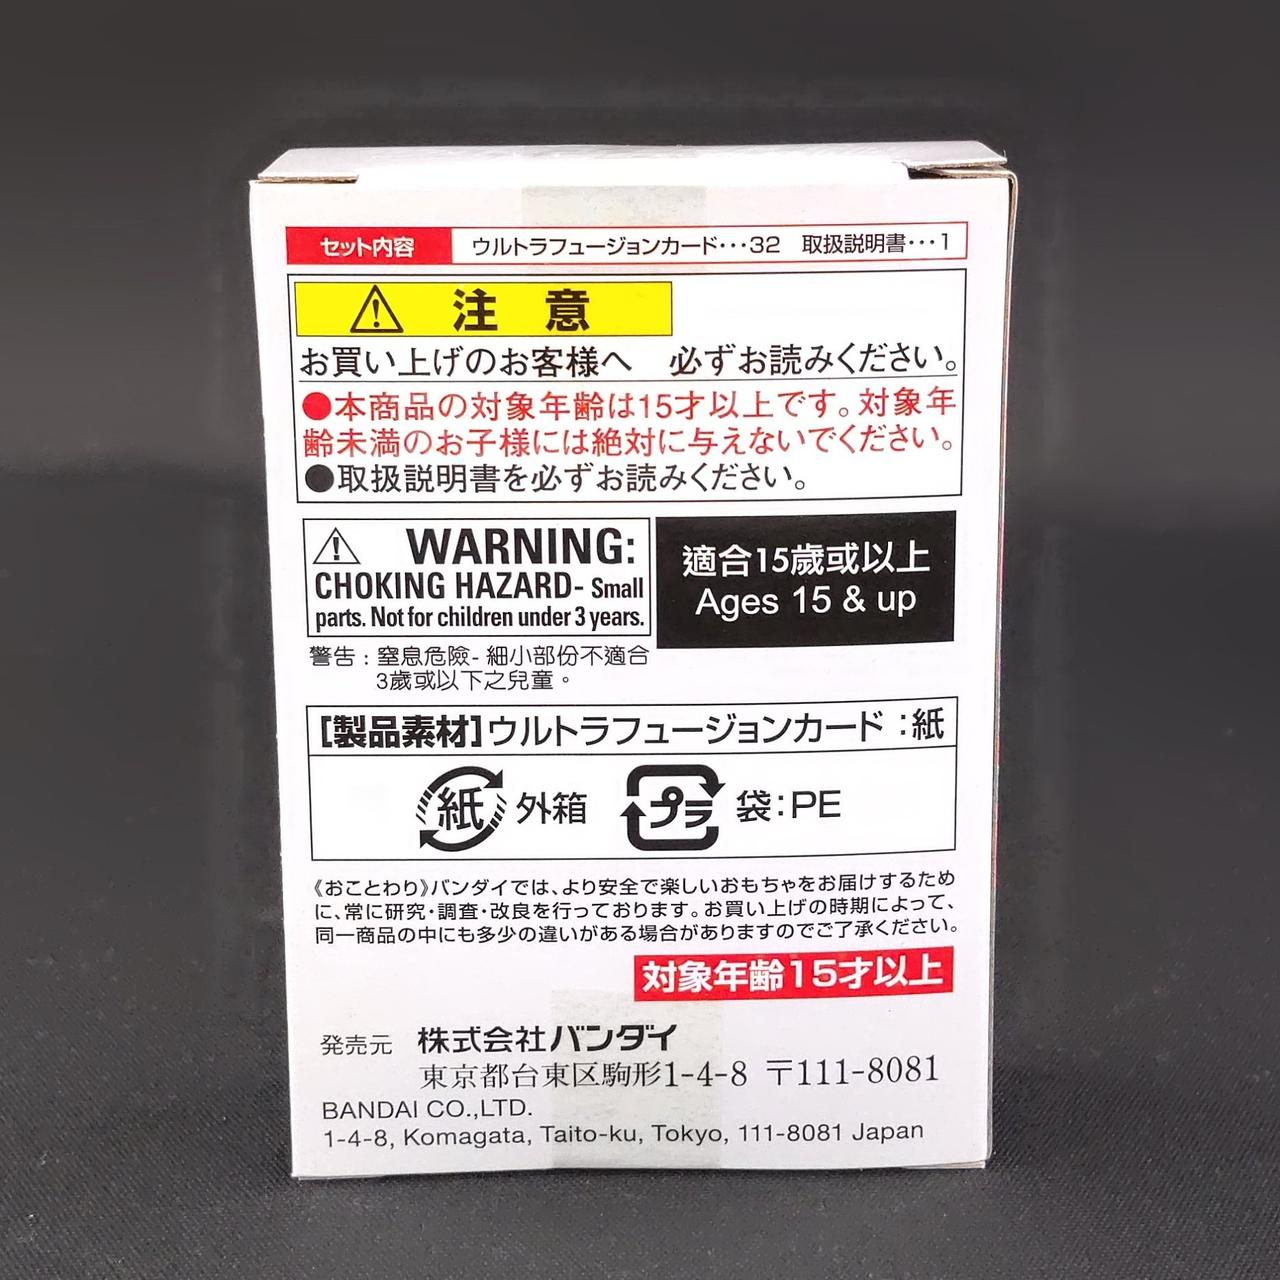 セット内容 ウルトラフュージョンカード・・・32 取扱説明書・・・1
注意
お買い上げのお客様へ 必ずお読みください。
●本商品の対象年齢は15才以上です。対象年
齢未満のお子様には絶対に与えないでください。
●取扱説明書を必ずお読みください。
WARNING:
CHOKING HAZARD- Small
parts. Not for children under 3 years.
適合15歲或以上
Ages 15 & up
警告：窒息危險- 細小部份不適合
3歲或以下之兒童。
[製品素材]ウルトラフュージョンカード：紙
紙 外箱 プラ 袋：PE
《おことわり》バンダイでは、より安全で楽しいおもちゃをお届けするため
に、常に研究・調査・改良を行っております。お買い上げの時期によって、
同一商品の中にも多少の違いがある場合がありますのでご了承ください。
対象年齢15才以上
発売元 株式会社バンダイ
東京都台東区駒形1-4-8 〒111-8081
BANDAI CO.,LTD.
1-4-8, Komagata, Taito-ku, Tokyo, 111-8081 Japan